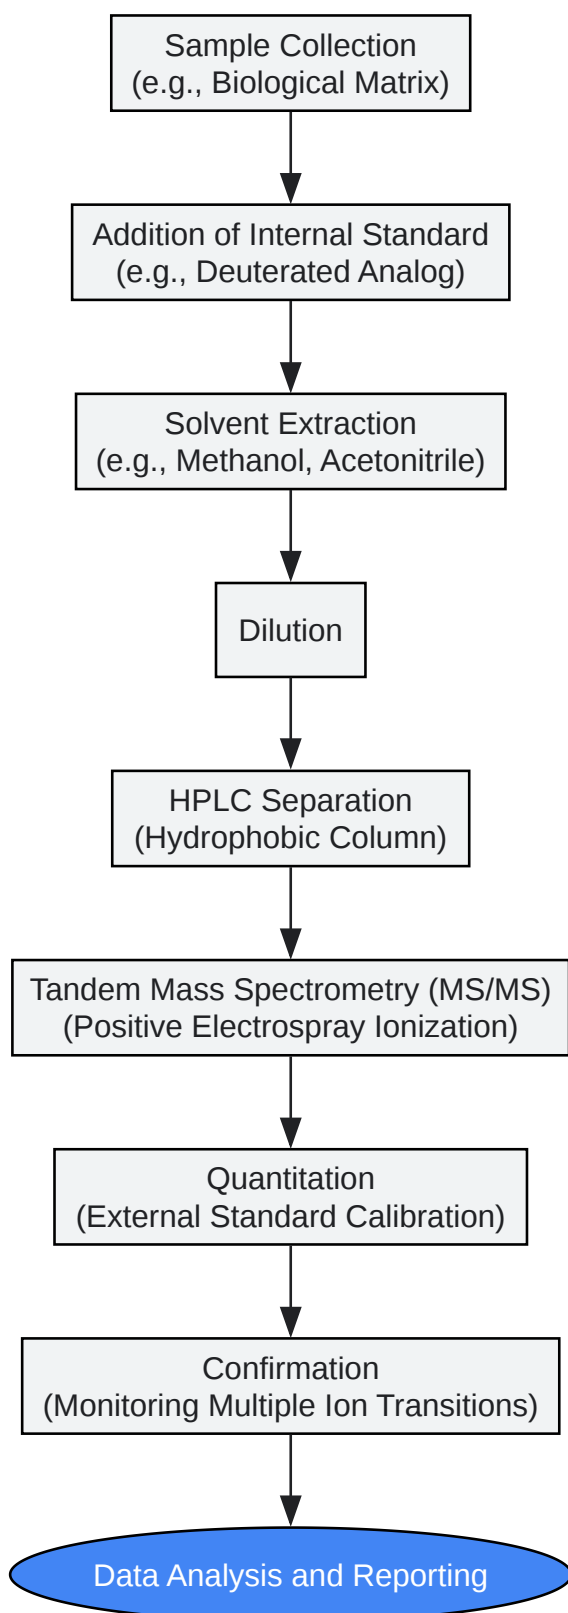 Sample Collection
(e.g., Biological Matrix)
Addition of Internal Standard
(e.g., Deuterated Analog)
Solvent Extraction
(e.g., Methanol, Acetonitrile)
Dilution
HPLC Separation
(Hydrophobic Column)
Tandem Mass Spectrometry (MS/MS)
(Positive Electrospray Ionization)
Quantitation
(External Standard Calibration)
Confirmation
(Monitoring Multiple Ion Transitions)
Data Analysis and Reporting